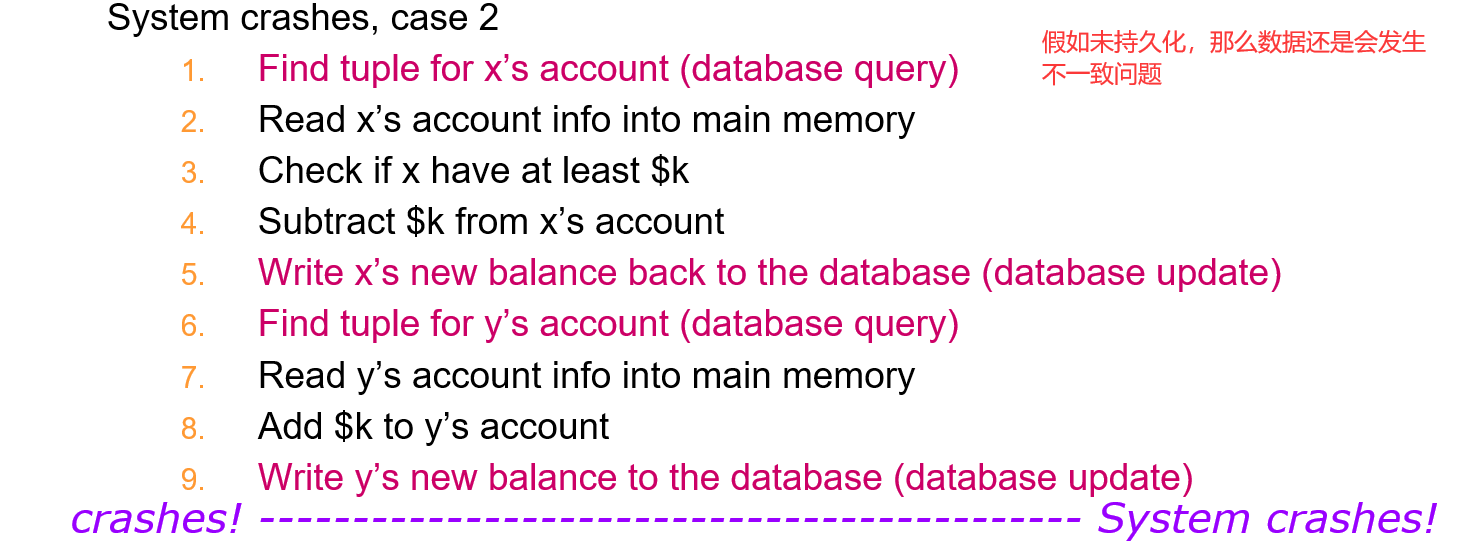 System crashes, case 2
假如未持久化，那么数据还是会发生
不一致问题
1. Find tuple for x’s account (database query)
2. Read x’s account info into main memory
3. Check if x have at least $k
4. Subtract $k from x’s account
5. Write x’s new balance back to the database (database update)
6. Find tuple for y’s account (database query)
7. Read y’s account info into main memory
8. Add $k to y’s account
9. Write y’s new balance to the database (database update)
crashes! ------------------------------------------- System crashes!